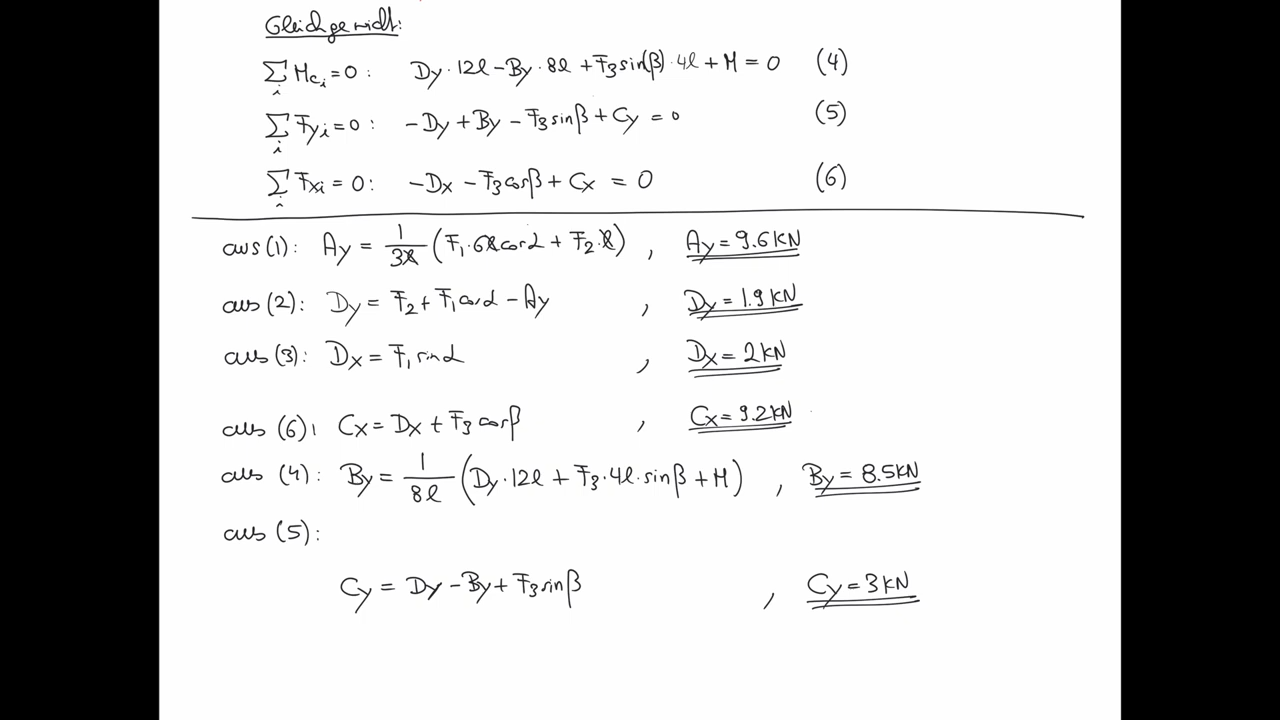 Gleichgewicht:
∑ᵢ M_Ci = 0 : Dy · 12l − By · 8l + F₃ sin(β) · 4l + M = 0 (4)
∑ᵢ F_yi = 0 : −Dy + By − F₃ sinβ + Cy = 0 (5)
∑ᵢ F_xi = 0 : −Dx − F₃ cosβ + Cx = 0 (6)
aus (1): Ay = 1/(3l) (F₁ · 6l cosα + F₂ · l) , Ay = 9.6 kN
aus (2): Dy = F₂ + F₁ cosα − Ay , Dy = 1.9 kN
aus (3): Dx = F₁ sinα , Dx = 2 kN
aus (6): Cx = Dx + F₃ cosβ , Cx = 9.2 kN
aus (4): By = 1/(8l) (Dy · 12l + F₃ · 4l · sinβ + M) , By = 8.5 kN
aus (5):
Cy = Dy − By + F₃ sinβ , Cy = 3 kN